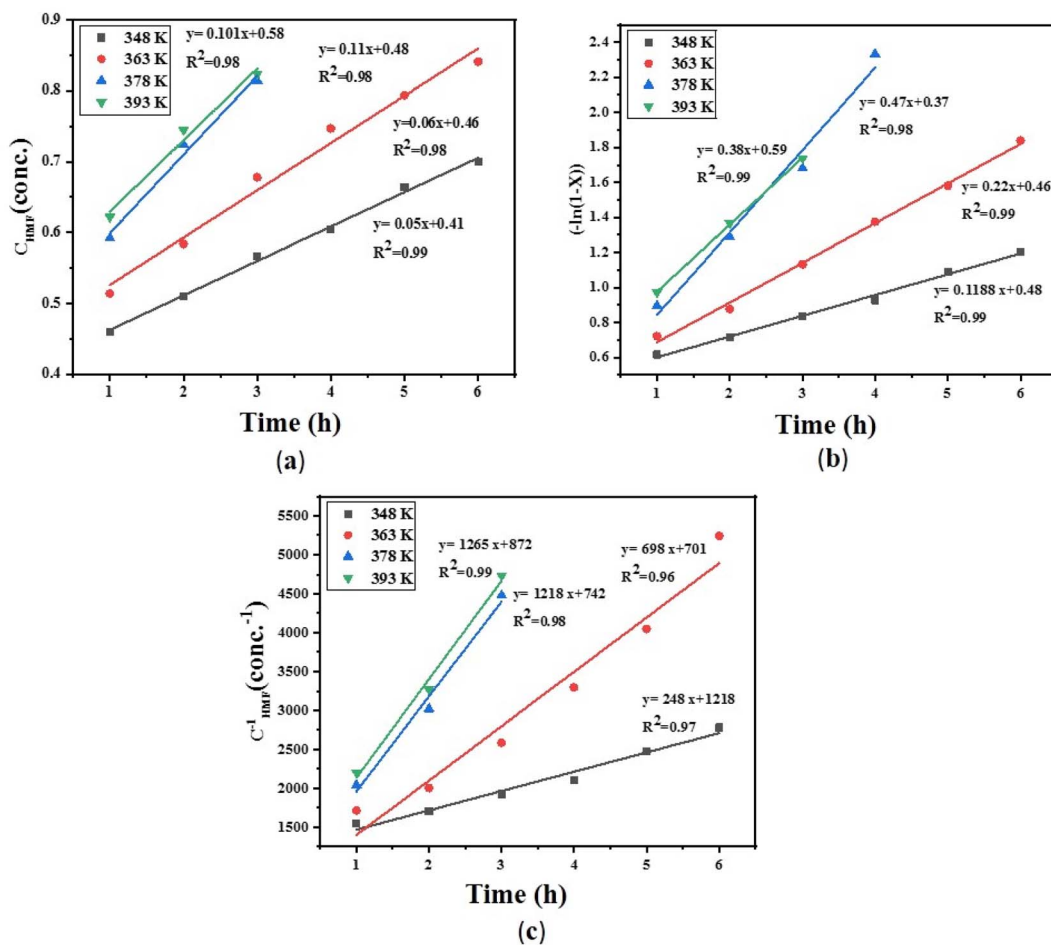 0.9
0.8
0.7
0.6
0.5
0.4
C_HMF(conc.)
348 K
363 K
378 K
393 K
y= 0.101x+0.58
R²=0.98
y= 0.11x+0.48
R²=0.98
y=0.06x+0.46
R²=0.98
y= 0.05x+0.41
R²=0.99
1 2 3 4 5 6
Time (h)
(a)
2.4
2.2
2.0
1.8
1.6
1.4
1.2
1.0
0.8
0.6
(-ln(1-X))
348 K
363 K
378 K
393 K
y= 0.47x+0.37
R²=0.98
y= 0.38x+0.59
R²=0.99
y= 0.22x+0.46
R²=0.99
y= 0.1188 x+0.48
R²=0.99
1 2 3 4 5 6
Time (h)
(b)
5500
5000
4500
4000
3500
3000
2500
2000
1500
C⁻¹_HMF(conc.⁻¹)
348 K
363 K
378 K
393 K
y= 1265 x+872
R²=0.99
y= 698 x+701
R²=0.96
y= 1218 x+742
R²=0.98
y= 248 x+1218
R²=0.97
1 2 3 4 5 6
Time (h)
(c)